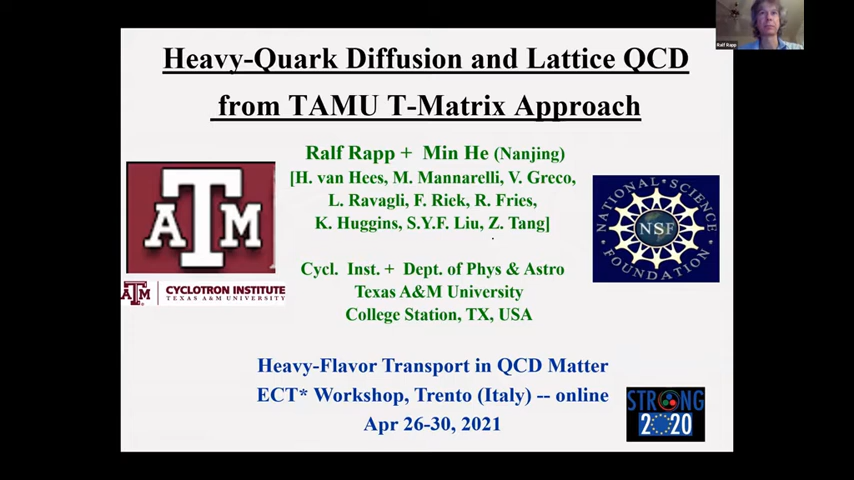 Heavy-Quark Diffusion and Lattice QCD
from TAMU T-Matrix Approach
Ralf Rapp + Min He (Nanjing)
[H. van Hees, M. Mannarelli, V. Greco,
L. Ravagli, F. Riek, R. Fries,
K. Huggins, S.Y.F. Liu, Z. Tang]
Cycl. Inst. + Dept. of Phys & Astro
Texas A&M University
College Station, TX, USA
Heavy-Flavor Transport in QCD Matter
ECT* Workshop, Trento (Italy) -- online
Apr 26-30, 2021
ATM
ATM CYCLOTRON INSTITUTE
TEXAS A&M UNIVERSITY
NATIONAL SCIENCE
NSF
FOUNDATION
STRONG
2020
Ralf Rapp